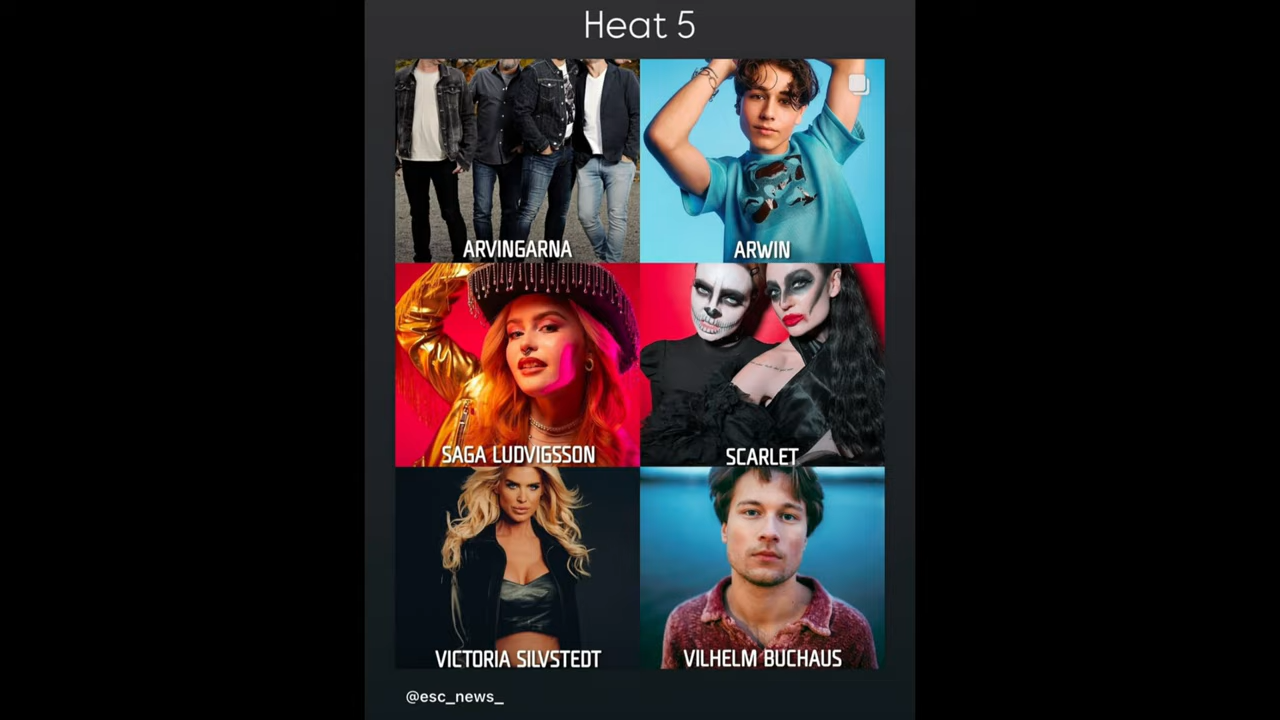 Heat 5
ARVINGARNA
ARWIN
SAGA LUDVIGSSON
SCARLET
VICTORIA SILVSTEDT
VILHELM BUCHAUS
@esc_news_